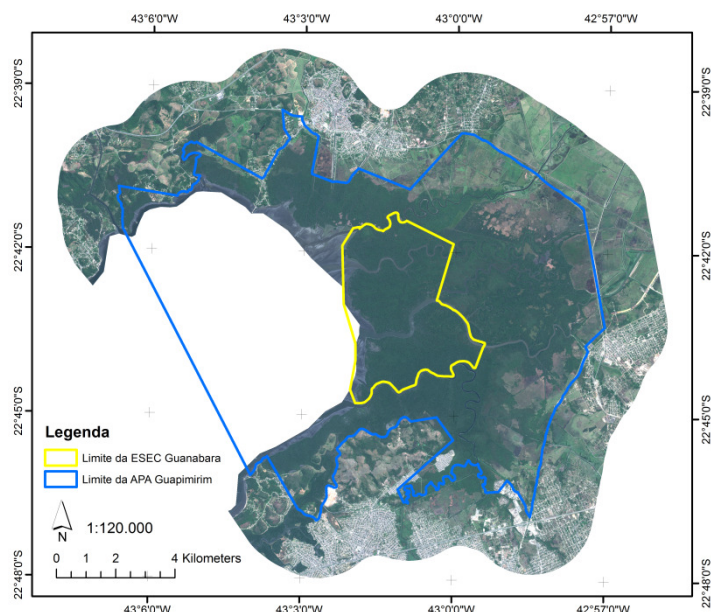 43°6'0"W 43°3'0"W 43°0'0"W 42°57'0"W
22°39'0"S
22°39'0"S
22°42'0"S
22°42'0"S
22°45'0"S
22°45'0"S
Legenda
Limite da ESEC Guanabara
Limite da APA Guapimirim
N
1:120.000
0 1 2 4 Kilometers
22°48'0"S
22°48'0"S
43°6'0"W 43°3'0"W 43°0'0"W 42°57'0"W